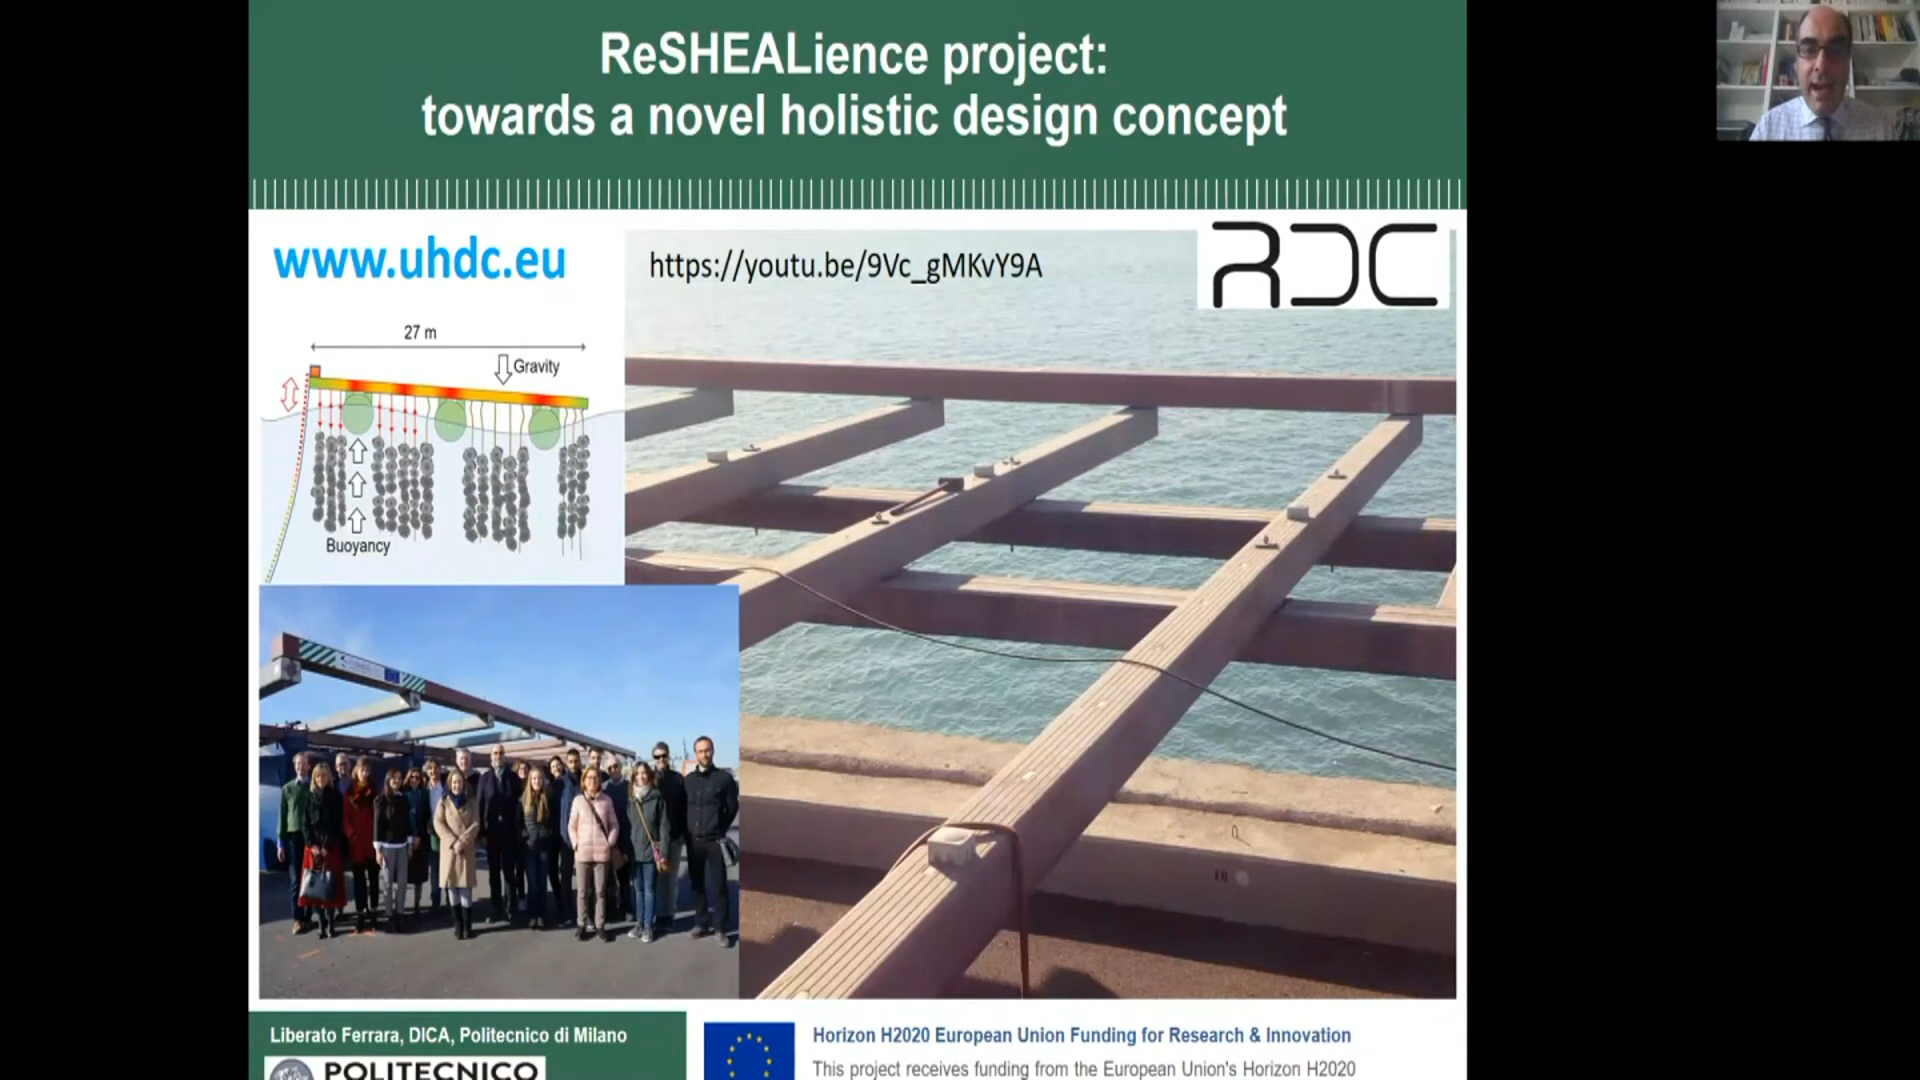 ReSHEALience project:
towards a novel holistic design concept
www.uhdc.eu
https://youtu.be/9Vc_gMKvY9A
RDC
27 m
Gravity
Buoyancy
Liberato Ferrara, DICA, Politecnico di Milano
POLITECNICO
Horizon H2020 European Union Funding for Research & Innovation
This project receives funding from the European Union's Horizon H2020